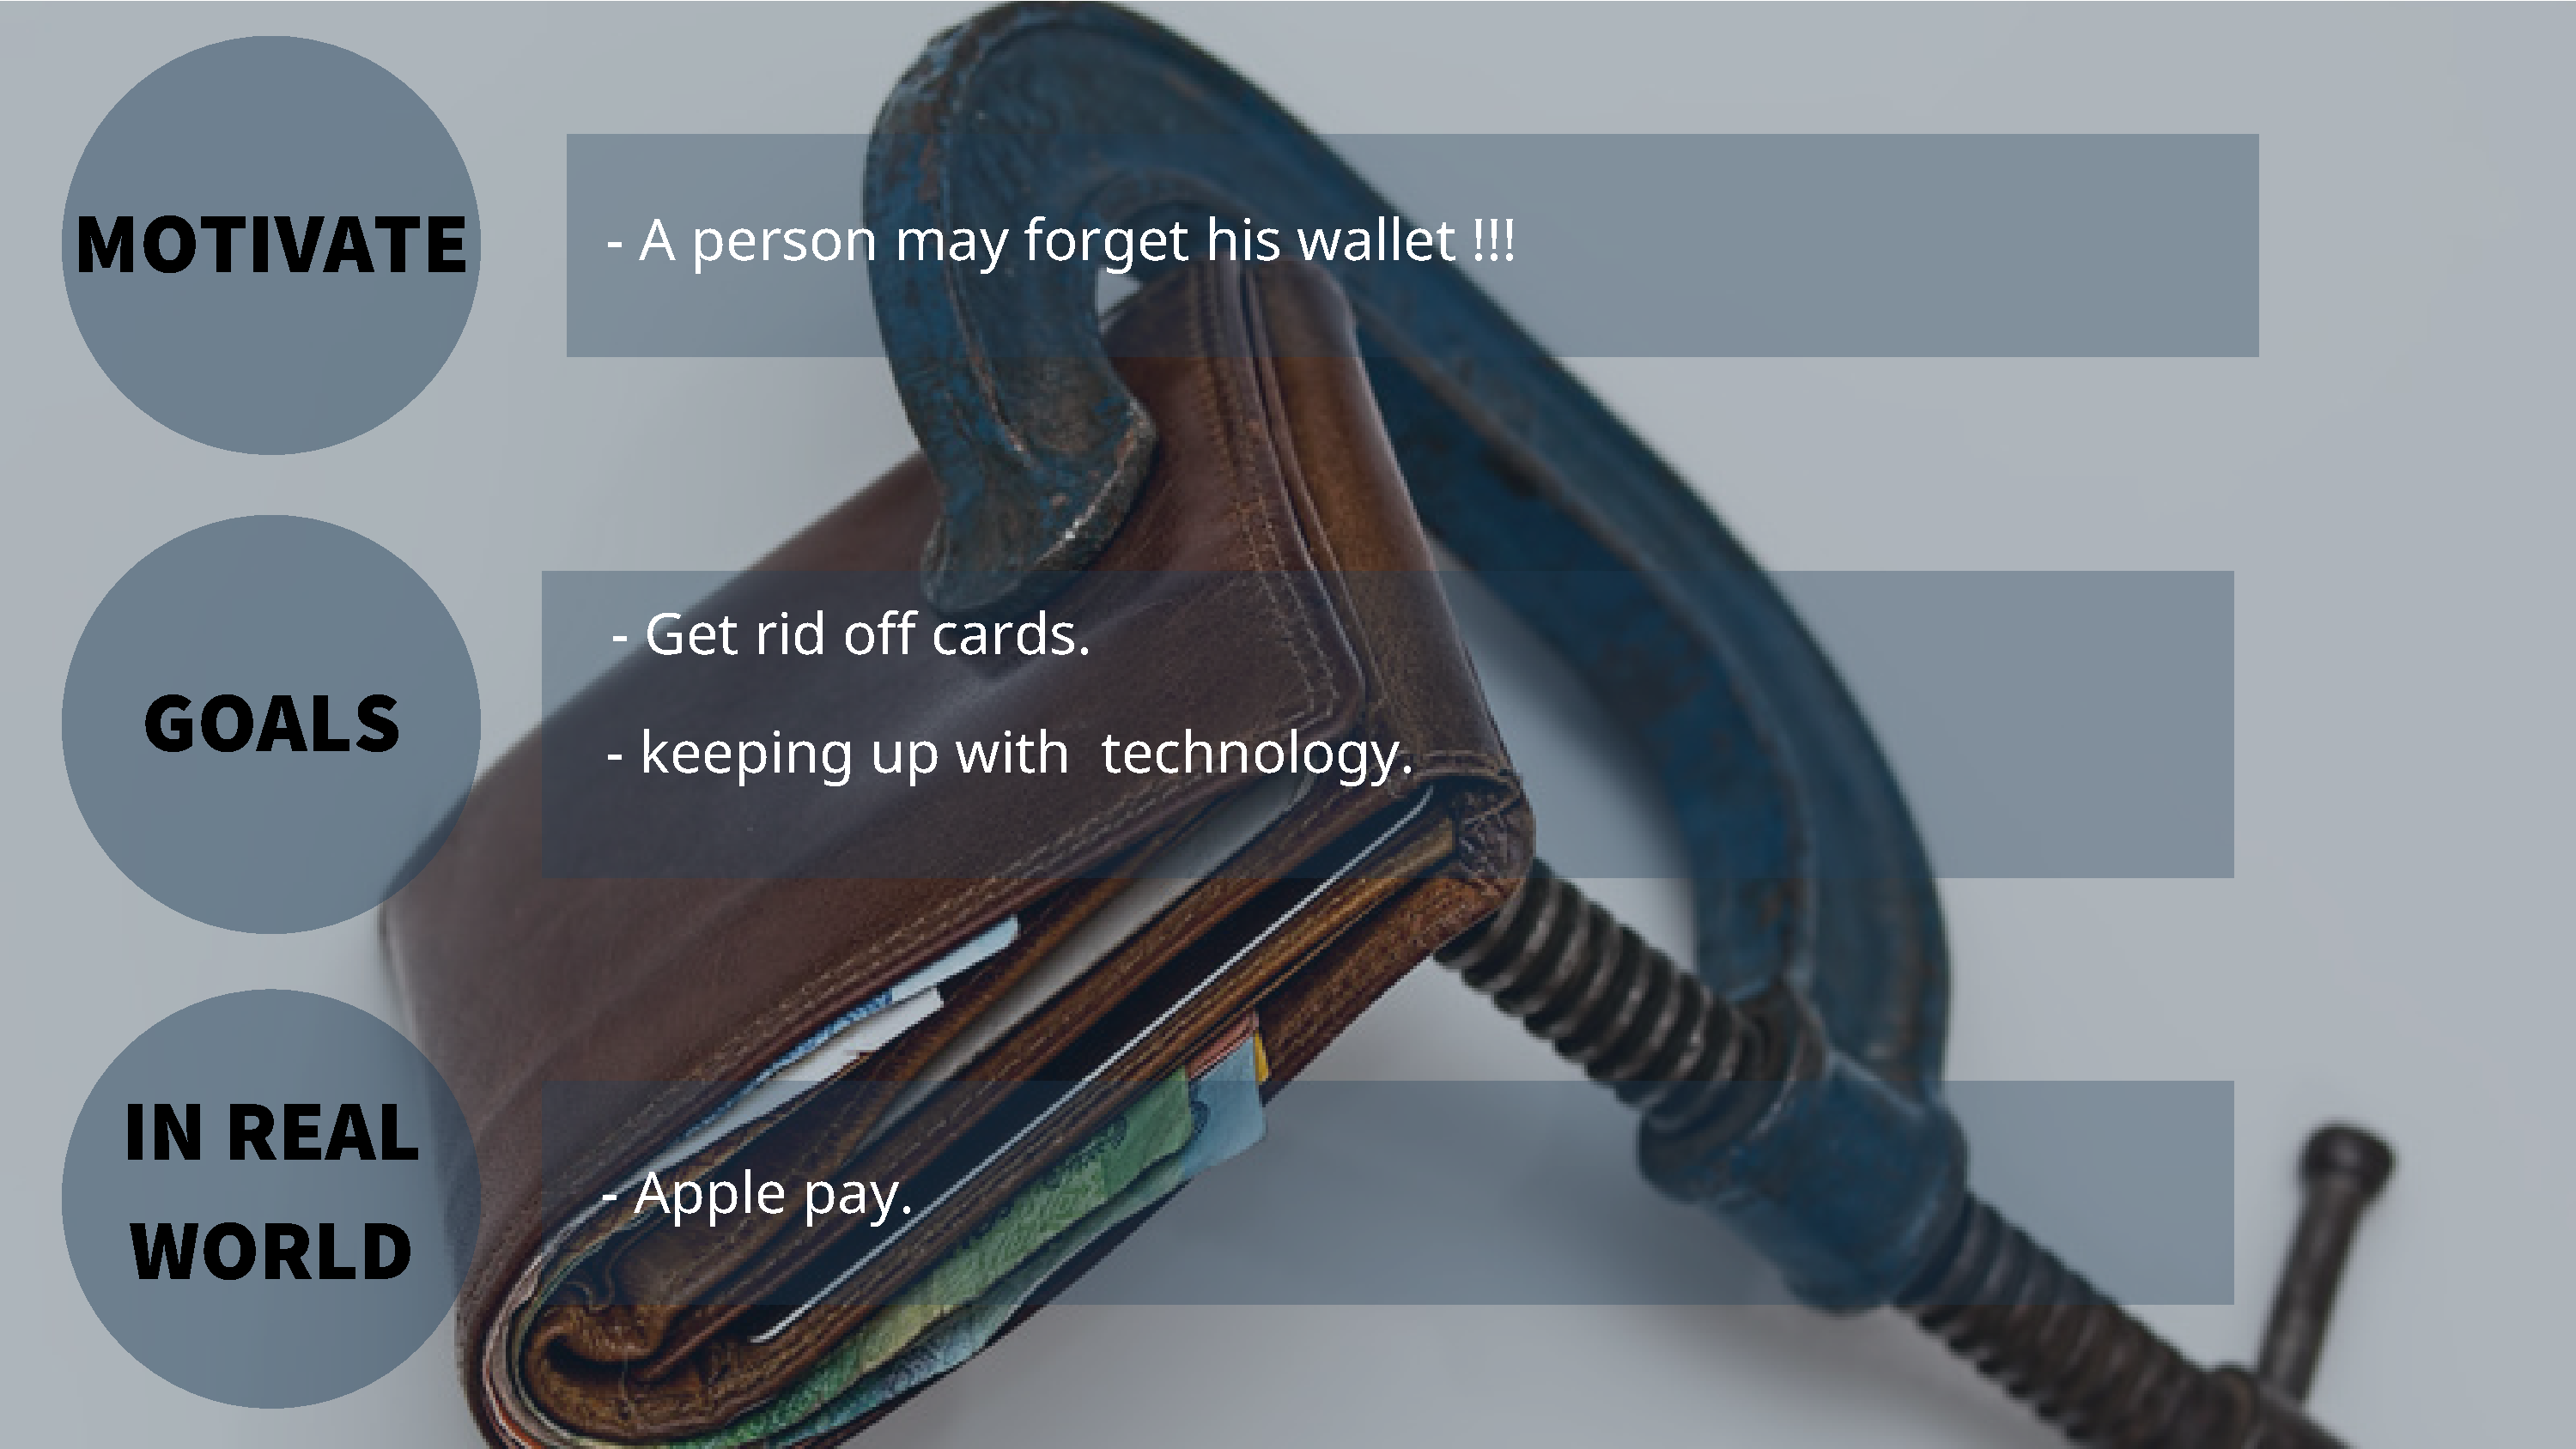 MOTIVATE
- A person may forget his wallet !!!
GOALS
- Get rid off cards.
- keeping up with  technology.
IN REAL
WORLD
- Apple pay.